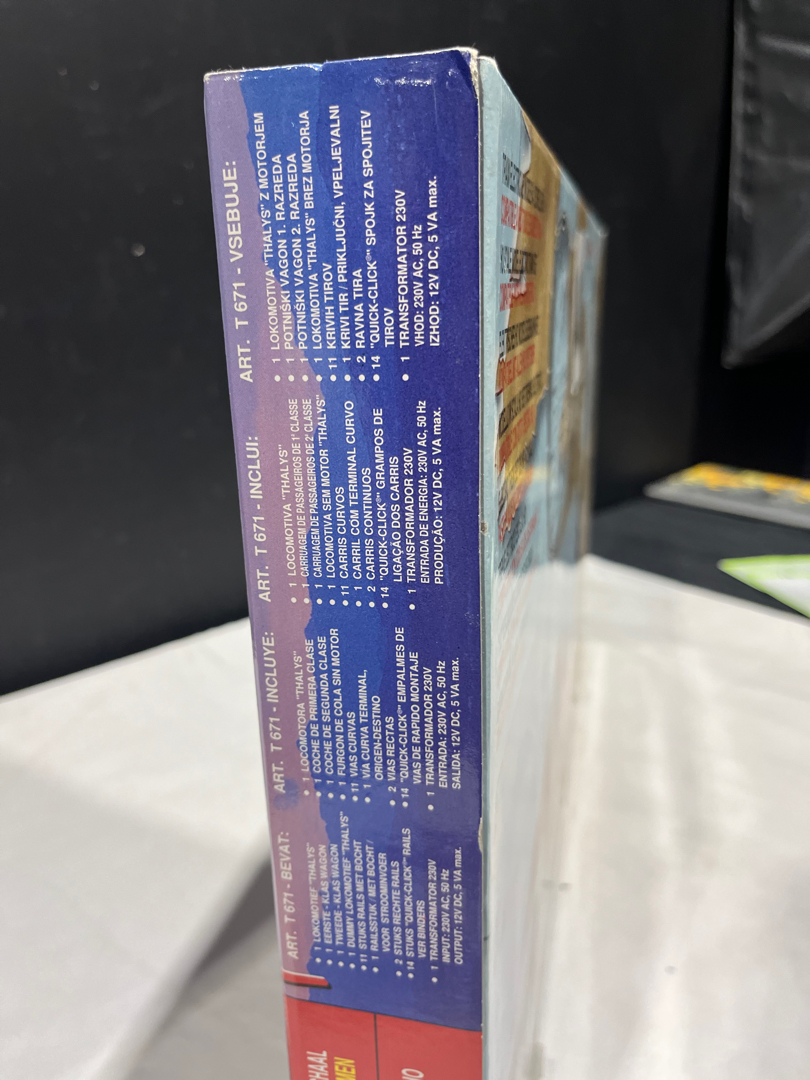 ART. T 671 - BEVAT:
• 1 LOKOMOTIEF "THALYS"
• 1 EERSTE - KLAS WAGON
• 1 TWEEDE - KLAS WAGON
• 1 DUMMY LOKOMOTIEF "THALYS"
• 11 STUKS RAILS MET BOCHT
• 1 RAILSSTUK / MET BOCHT /
VOOR STROOMINVOER
• 2 STUKS RECHTE RAILS
• 14 STUKS "QUICK-CLICK®" RAILS
VER BINDERS
• 1 TRANSFORMATOR 230V
INPUT: 230V AC, 50 Hz
OUTPUT: 12V DC, 5 VA max.
ART. T 671 - INCLUYE:
• 1 LOCOMOTORA "THALYS"
• 1 COCHE DE PRIMERA CLASE
• 1 COCHE DE SEGUNDA CLASE
• 1 FURGON DE COLA SIN MOTOR
• 11 VIAS CURVAS
• 1 VÍA CURVA TERMINAL,
ORIGEN-DESTINO
• 2 VIAS RECTAS
• 14 "QUICK-CLICK®" EMPALMES DE
VIAS DE RAPIDO MONTAJE
• 1 TRANSFORMADOR 230V
ENTRADA: 230V AC, 50 Hz
SALIDA: 12V DC, 5 VA max.
ART. T 671 - INCLUI:
• 1 LOCOMOTIVA "THALYS"
• 1 CARRUAGEM DE PASSAGEIROS DE 1ª CLASSE
• 1 CARRUAGEM DE PASSAGEIROS DE 2ª CLASSE
• 1 LOCOMOTIVA SEM MOTOR "THALYS"
• 11 CARRIS CURVOS
• 1 CARRIL COM TERMINAL CURVO
• 2 CARRIS CONTINUOS
• 14 "QUICK-CLICK®" GRAMPOS DE
LIGAÇÃO DOS CARRIS
• 1 TRANSFORMADOR 230V
ENTRADA DE ENERGIA: 230V AC, 50 Hz
PRODUÇÃO: 12V DC, 5 VA max.
ART. T 671 - VSEBUJE:
• 1 LOKOMOTIVA "THALYS" Z MOTORJEM
• 1 POTNIŠKI VAGON 1. RAZREDA
• 1 POTNIŠKI VAGON 2. RAZREDA
• 1 LOKOMOTIVA "THALYS" BREZ MOTORJA
• 11 KRIVIH TIROV
• 1 KRIVI TIR / PRIKLJUČNI, VPELJEVALNI
• 2 RAVNA TIRA
• 14 "QUICK-CLICK®" SPOJK ZA SPOJITEV
TIROV
• 1 TRANSFORMATOR 230V
VHOD: 230V AC, 50 Hz
IZHOD: 12V DC, 5 VA max.